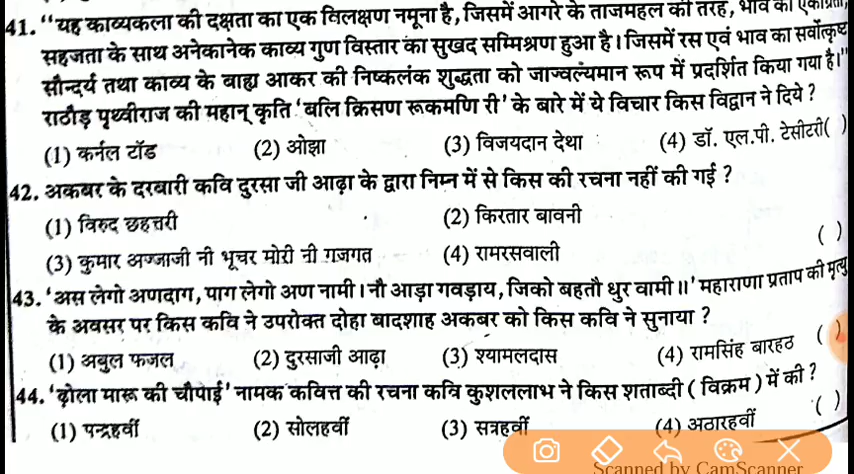 41. ‘‘यह काव्यकला की दक्षता का एक विलक्षण नमूना है, जिसमें आगरे के ताजमहल की तरह, भाव की एकाग्रता,
सहजता के साथ अनेकानेक काव्य गुण विस्तार का सुखद सम्मिश्रण हुआ है। जिसमें रस एवं भाव का सर्वोत्कृष्ट
सौन्दर्य तथा काव्य के वाह्य आकर की निष्कलंक शुद्धता को जाज्वल्यमान रूप में प्रदर्शित किया गया है।’’
राठौड़ पृथ्वीराज की महान् कृति ‘बलि क्रिसण रूकमणि री’ के बारे में ये विचार किस विद्वान ने दिये ?
(1) कर्नल टॉड (2) ओझा (3) विजयदान देथा (4) डॉ. एल.पी. टेसीटरी( )
42. अकबर के दरबारी कवि दुरसा जी आढ़ा के द्वारा निम्न में से किस की रचना नहीं की गई ?
(1) विरुद छहत्तरी (2) किरतार बावनी
(3) कुमार अज्जाजी नी भूचर मोरी नी गजगत (4) रामरसवाली ( )
43. ‘अस लेगो अणदाग, पाग लेगो अण नामी। नौ आड़ा गवड़ाय, जिको बहतौ धुर वामी॥’ महाराणा प्रताप की मृत्यु
के अवसर पर किस कवि ने उपरोक्त दोहा बादशाह अकबर को किस कवि ने सुनाया ?
(1) अबुल फजल (2) दुरसाजी आढ़ा (3) श्यामलदास (4) रामसिंह बारहठ ( )
44. ‘ढ़ोला मारू की चौपाई’ नामक कवित्त की रचना कवि कुशललाभ ने किस शताब्दी ( विक्रम ) में की ?
(1) पन्द्रहवीं (2) सोलहवीं (3) सत्रहवीं (4) अठारहवीं ( )
Scanned by CamScanner